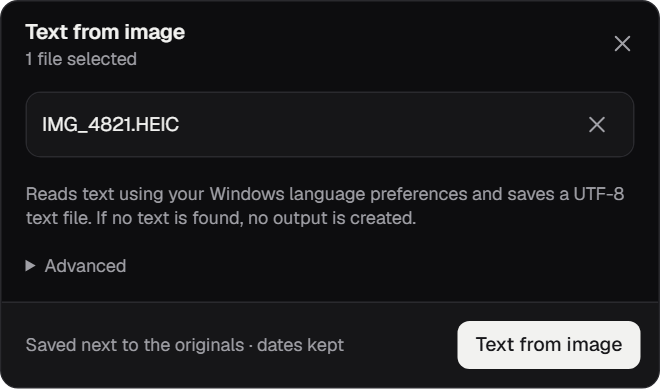 Text from image
1 file selected
IMG_4821.HEIC
Reads text using your Windows language preferences and saves a UTF-8
text file. If no text is found, no output is created.
Advanced
Saved next to the originals · dates kept
Text from image